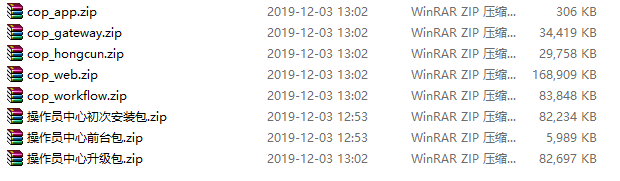 cop_app.zip 2019-12-03 13:02 WinRAR ZIP 压缩... 306 KB
cop_gateway.zip 2019-12-03 13:02 WinRAR ZIP 压缩... 34,419 KB
cop_hongcun.zip 2019-12-03 13:02 WinRAR ZIP 压缩... 29,758 KB
cop_web.zip 2019-12-03 13:02 WinRAR ZIP 压缩... 168,909 KB
cop_workflow.zip 2019-12-03 13:02 WinRAR ZIP 压缩... 83,848 KB
操作员中心初次安装包.zip 2019-12-03 12:53 WinRAR ZIP 压缩... 82,234 KB
操作员中心前台包.zip 2019-12-03 12:53 WinRAR ZIP 压缩... 5,989 KB
操作员中心升级包.zip 2019-12-03 13:02 WinRAR ZIP 压缩... 82,697 KB